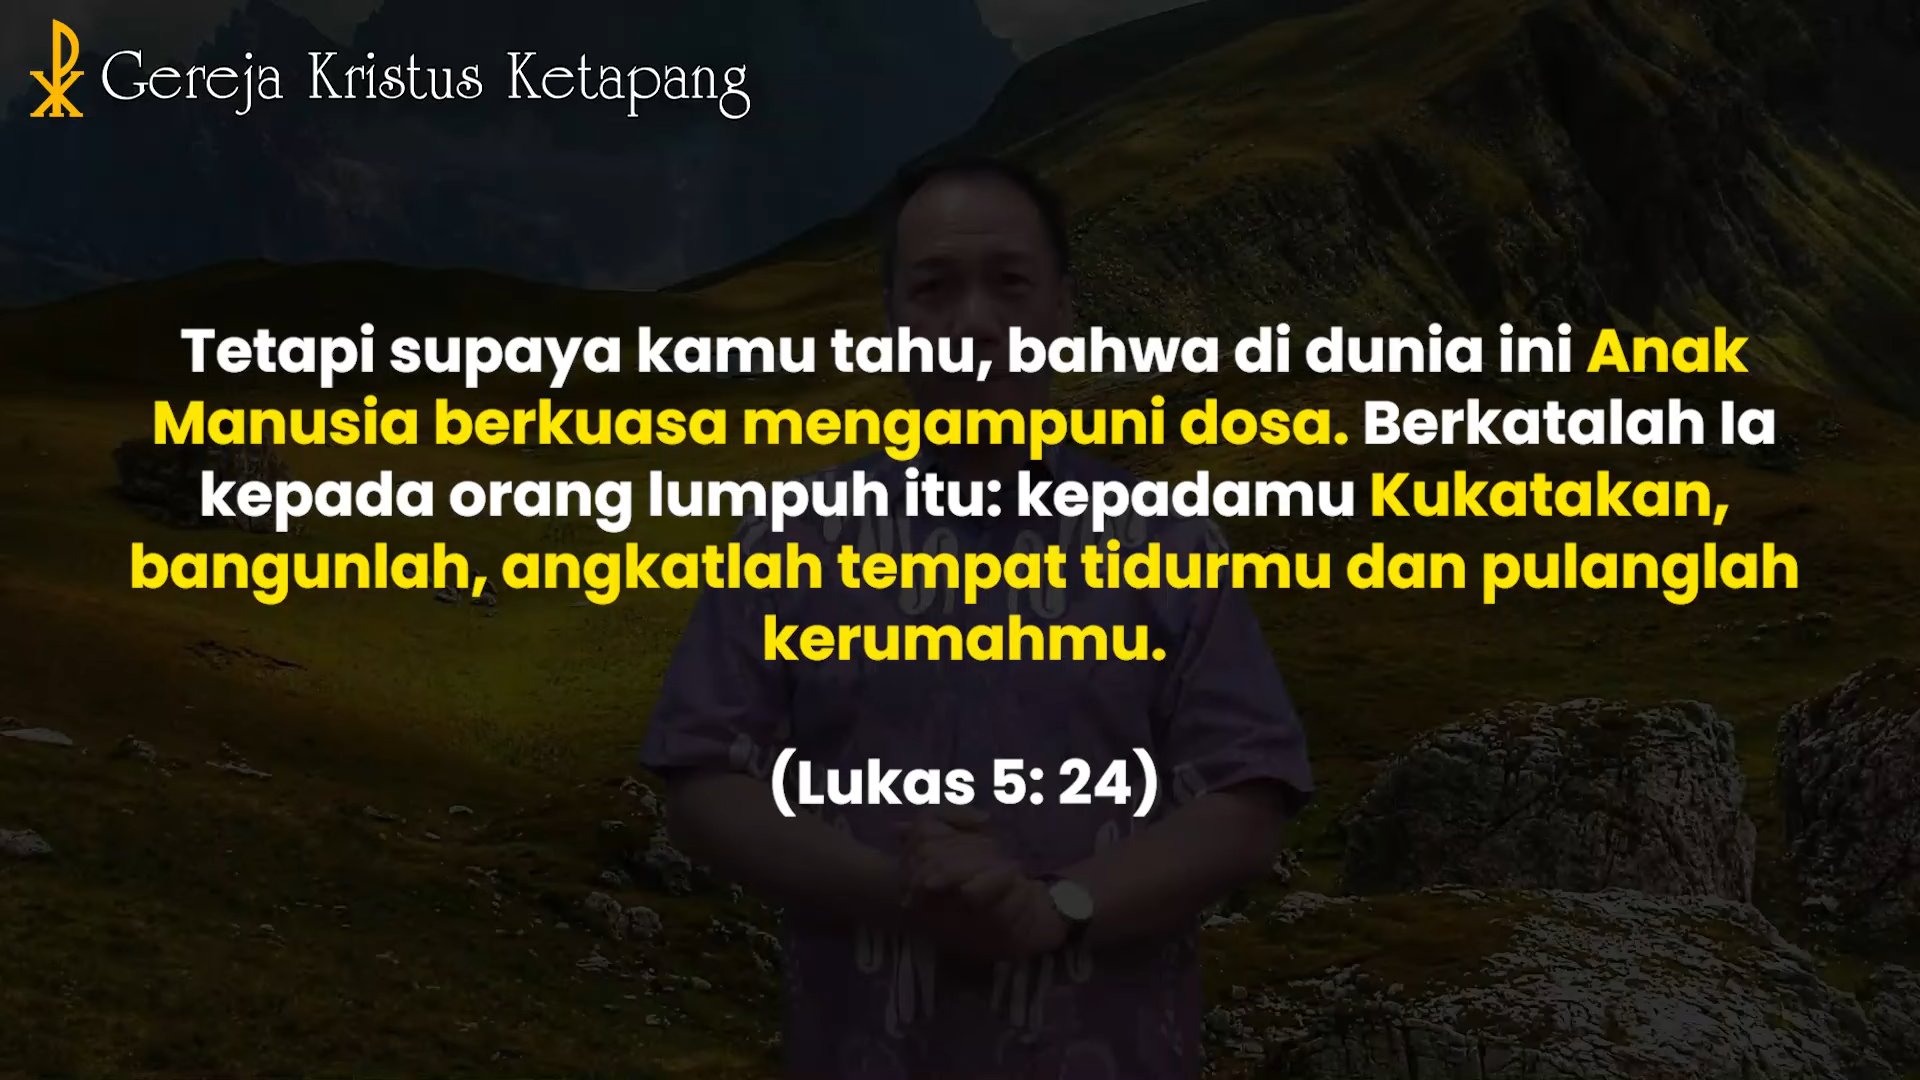 Gereja Kristus Ketapang
Tetapi supaya kamu tahu, bahwa di dunia ini Anak
Manusia berkuasa mengampuni dosa. Berkatalah Ia
kepada orang lumpuh itu: kepadamu Kukatakan,
bangunlah, angkatlah tempat tidurmu dan pulanglah
kerumahmu.
(Lukas 5: 24)